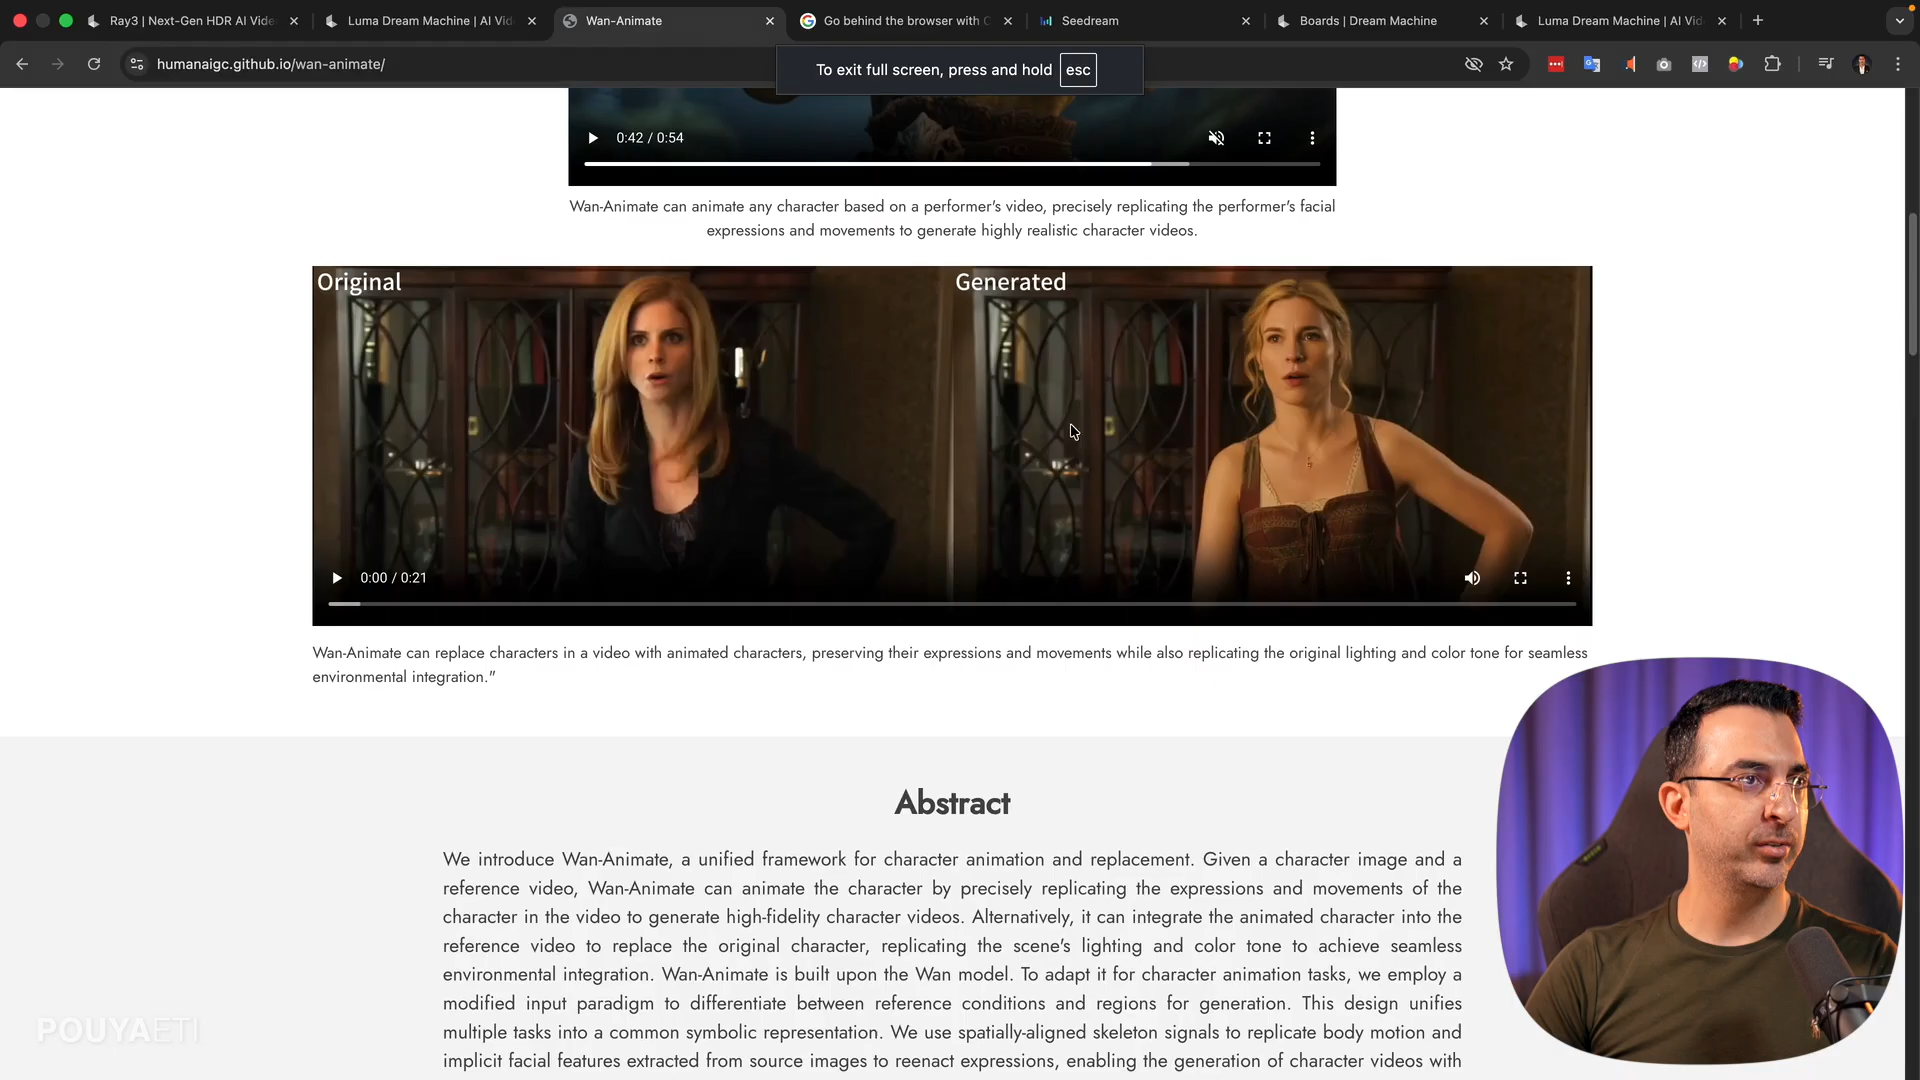 Ray3 | Next-Gen HDR AI Vide
Luma Dream Machine | AI Vid
Wan-Animate
Go behind the browser with C
Seedream
Boards | Dream Machine
Luma Dream Machine | AI Vid
humanaigc.github.io/wan-animate/
To exit full screen, press and hold esc
0:42 / 0:54
Wan-Animate can animate any character based on a performer's video, precisely replicating the performer's facial
expressions and movements to generate highly realistic character videos.
Original
Generated
0:00 / 0:21
Wan-Animate can replace characters in a video with animated characters, preserving their expressions and movements while also replicating the original lighting and color tone for seamless
environmental integration."
Abstract
We introduce Wan-Animate, a unified framework for character animation and replacement. Given a character image and a
reference video, Wan-Animate can animate the character by precisely replicating the expressions and movements of the
character in the video to generate high-fidelity character videos. Alternatively, it can integrate the animated character into the
reference video to replace the original character, replicating the scene's lighting and color tone to achieve seamless
environmental integration. Wan-Animate is built upon the Wan model. To adapt it for character animation tasks, we employ a
modified input paradigm to differentiate between reference conditions and regions for generation. This design unifies
multiple tasks into a common symbolic representation. We use spatially-aligned skeleton signals to replicate body motion and
implicit facial features extracted from source images to reenact expressions, enabling the generation of character videos with
POUYAETI